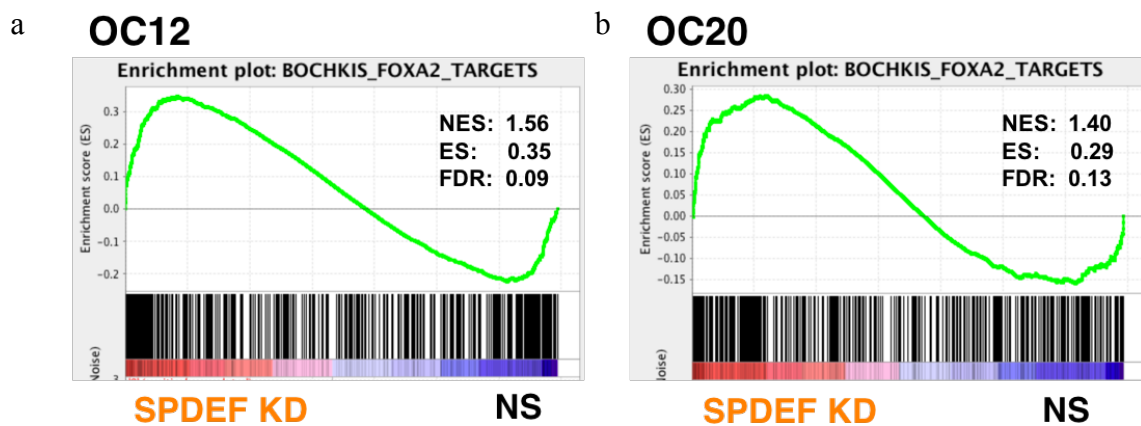 a
OC12
Enrichment plot: BOCHKIS_FOXA2_TARGETS
Enrichment score (ES)
0.3
0.2
0.1
0.0
-0.1
-0.2
NES: 1.56
ES: 0.35
FDR: 0.09
Noise)
3
SPDEF KD
NS
b
OC20
Enrichment plot: BOCHKIS_FOXA2_TARGETS
Enrichment score (ES)
0.30
0.25
0.20
0.15
0.10
0.05
0.00
-0.05
-0.10
-0.15
NES: 1.40
ES: 0.29
FDR: 0.13
Noise)
SPDEF KD
NS